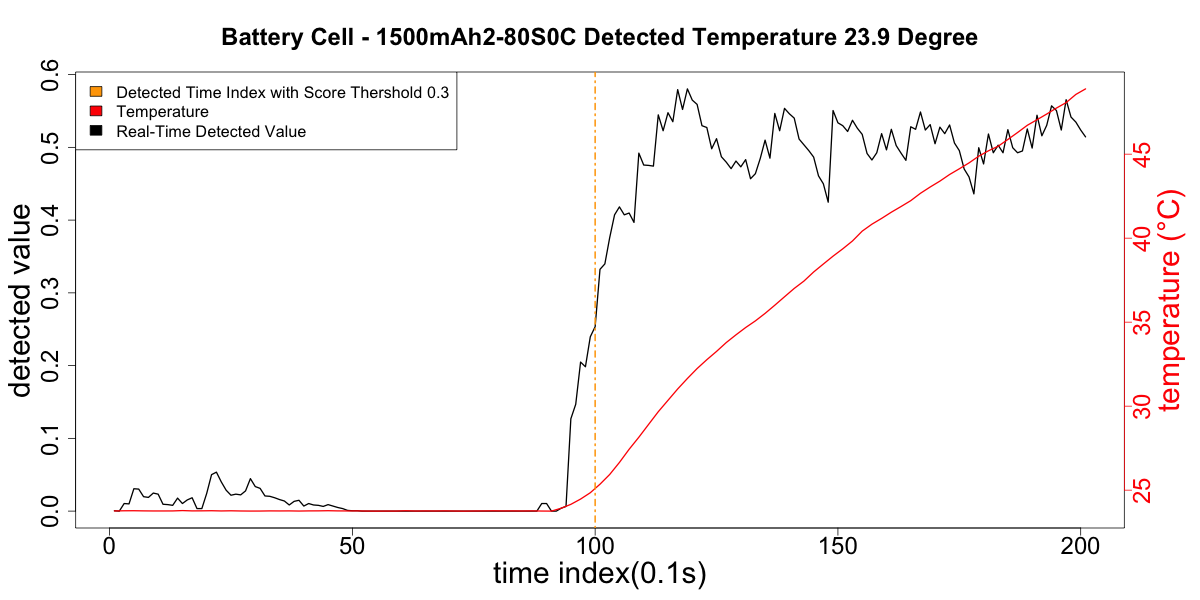 Battery Cell - 1500mAh2-80S0C Detected Temperature 23.9 Degree
Detected Time Index with Score Thershold 0.3
Temperature
Real-Time Detected Value
detected value
0.6
0.5
0.4
0.3
0.2
0.1
0.0
45
40
35
30
25
temperature (°C)
0 50 100 150 200
time index(0.1s)